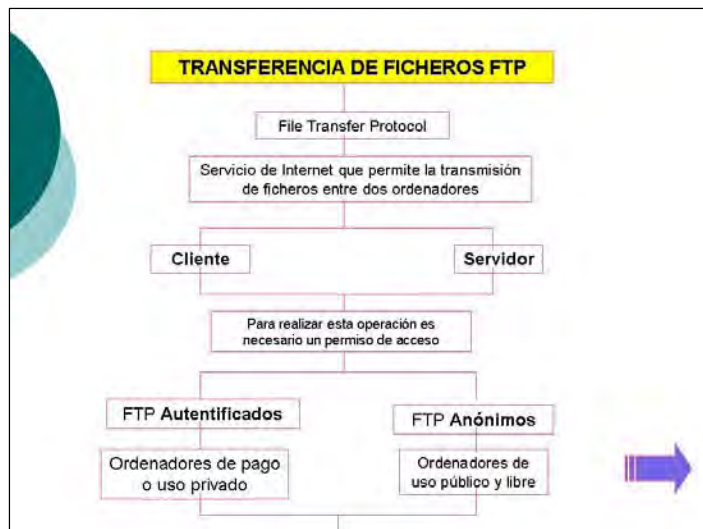 TRANSFERENCIA DE FICHEROS FTP
File Transfer Protocol
Servicio de Internet que permite la transmisión
de ficheros entre dos ordenadores
Cliente
Servidor
Para realizar esta operación es
necesario un permiso de acceso
FTP Autentificados
FTP Anónimos
Ordenadores de pago
o uso privado
Ordenadores de
uso público y libre